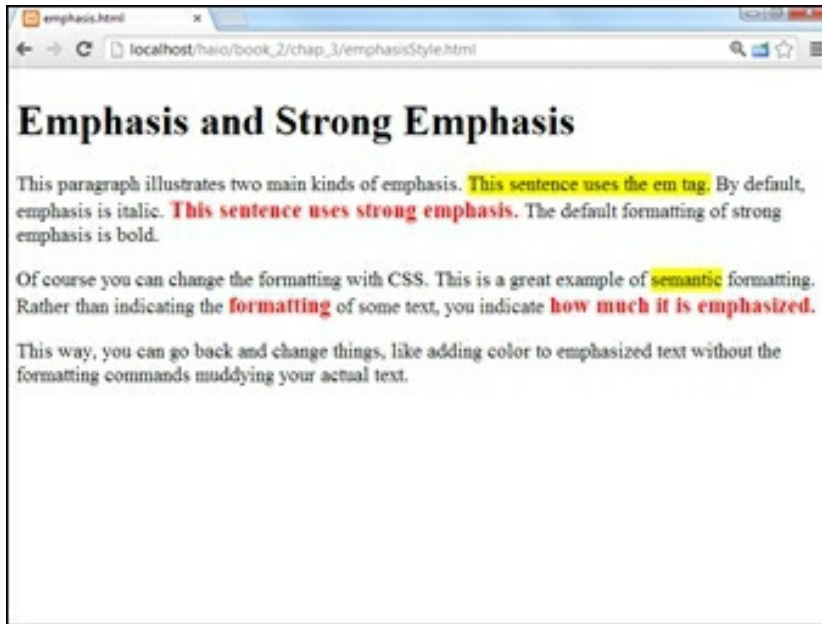 emphasis.html
localhost/haio/book_2/chap_3/emphasisStyle.html
Emphasis and Strong Emphasis
This paragraph illustrates two main kinds of emphasis. This sentence uses the em tag. By default,
emphasis is italic. This sentence uses strong emphasis. The default formatting of strong
emphasis is bold.
Of course you can change the formatting with CSS. This is a great example of semantic formatting.
Rather than indicating the formatting of some text, you indicate how much it is emphasized.
This way, you can go back and change things, like adding color to emphasized text without the
formatting commands muddying your actual text.